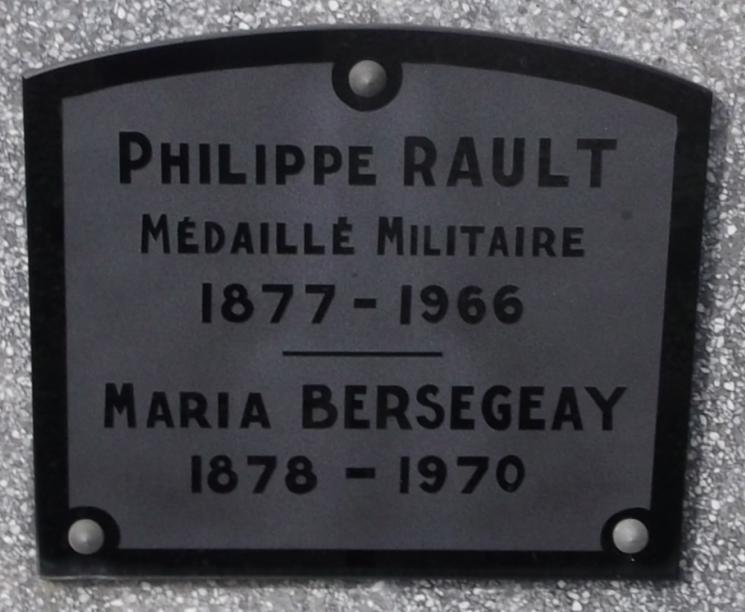 Philippe RAULT
Médaillé Militaire
1877 - 1966
Maria BERSEGEAY
1878 - 1970